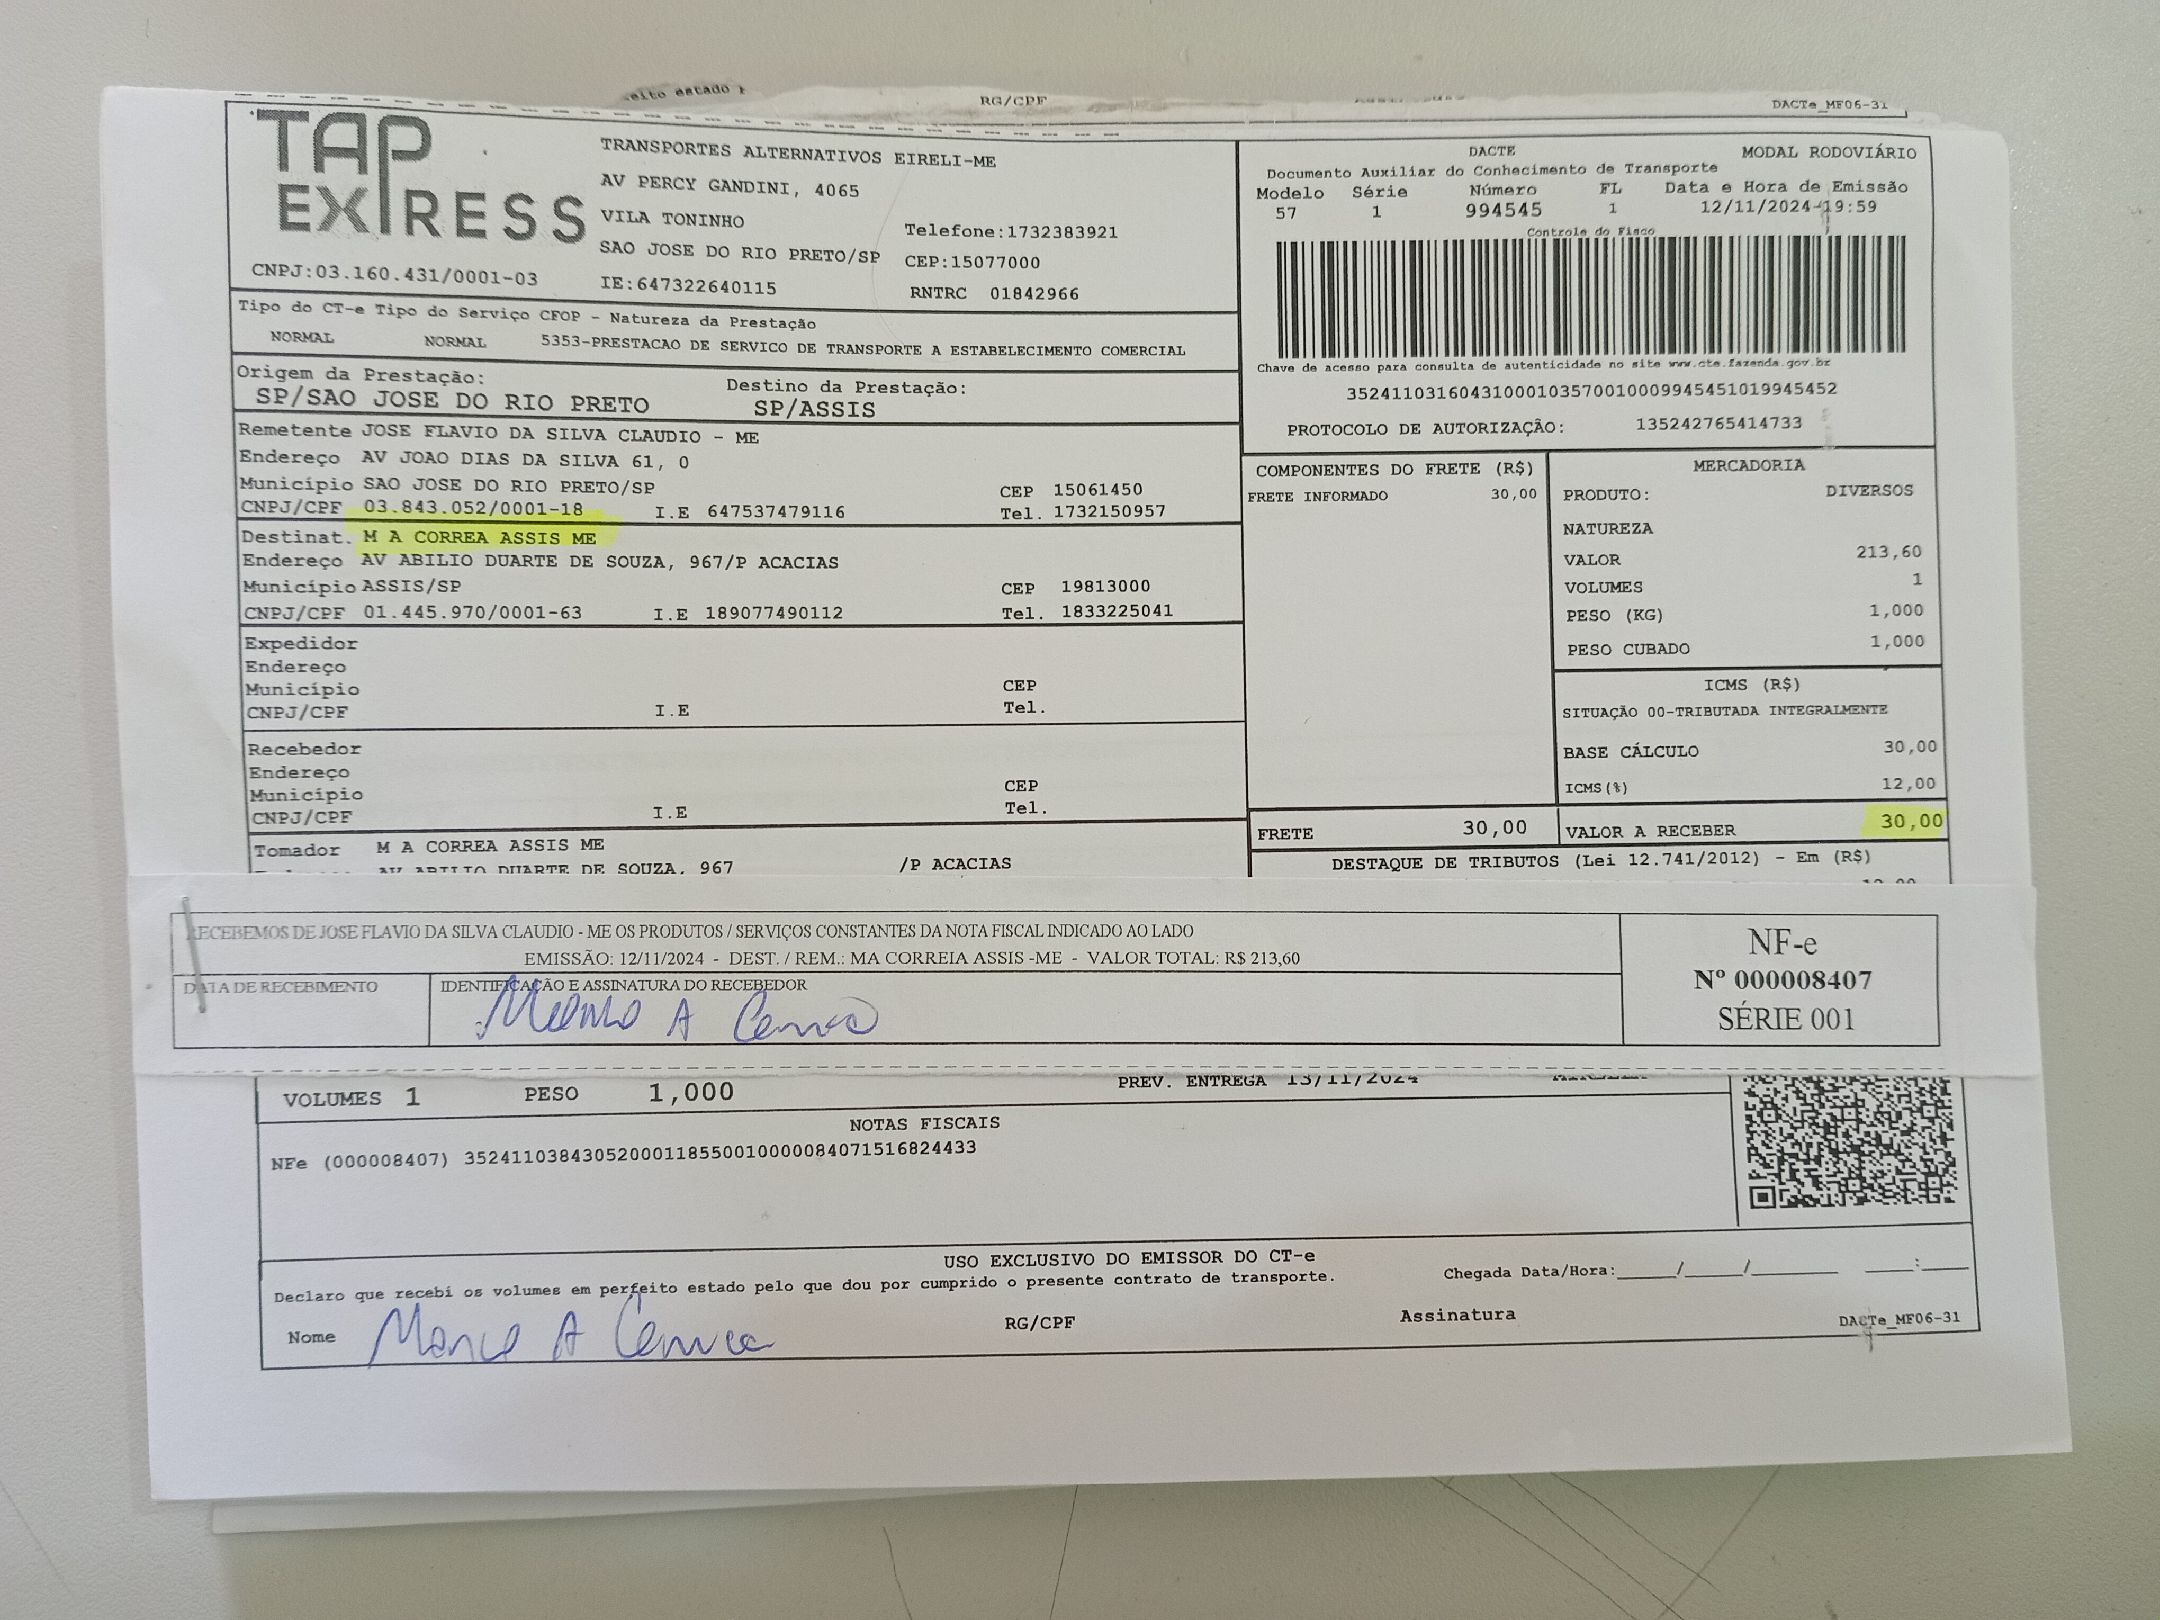 eito estado
RG/CPF
DACTe_MF06-31
TAP
EXPRESS
TRANSPORTES ALTERNATIVOS EIRELI-ME
AV PERCY GANDINI, 4065
VILA TONINHO
Telefone:1732383921
SAO JOSE DO RIO PRETO/SP CEP:15077000
CNPJ:03.160.431/0001-03 IE:647322640115 RNTRC 01842966
DACTE MODAL RODOVIÁRIO
Documento Auxiliar do Conhecimento de Transporte
Modelo Série Número FL Data e Hora de Emissão
57 1 994545 1 12/11/2024-19:59
Controle do Fisco
Chave de acesso para consulta de autenticidade no site www.cte.fazenda.gov.br
35241103160431000103570010009945451019945452
PROTOCOLO DE AUTORIZAÇÃO: 135242765414733
Tipo do CT-e Tipo do Serviço CFOP - Natureza da Prestação
NORMAL NORMAL 5353-PRESTACAO DE SERVICO DE TRANSPORTE A ESTABELECIMENTO COMERCIAL
Origem da Prestação: Destino da Prestação:
SP/SAO JOSE DO RIO PRETO SP/ASSIS
Remetente JOSE FLAVIO DA SILVA CLAUDIO - ME
Endereço AV JOAO DIAS DA SILVA 61, 0
Município SAO JOSE DO RIO PRETO/SP CEP 15061450
CNPJ/CPF 03.843.052/0001-18 I.E 647537479116 Tel. 1732150957
Destinat. M A CORREA ASSIS ME
Endereço AV ABILIO DUARTE DE SOUZA, 967/P ACACIAS
Município ASSIS/SP CEP 19813000
CNPJ/CPF 01.445.970/0001-63 I.E 189077490112 Tel. 1833225041
Expedidor
Endereço
Município CEP
CNPJ/CPF I.E Tel.
Recebedor
Endereço
Município CEP
CNPJ/CPF I.E Tel.
Tomador M A CORREA ASSIS ME
AV ABILIO DUARTE DE SOUZA, 967 /P ACACIAS
COMPONENTES DO FRETE (R$)
FRETE INFORMADO 30,00
MERCADORIA
PRODUTO: DIVERSOS
NATUREZA
VALOR 213,60
VOLUMES 1
PESO (KG) 1,000
PESO CUBADO 1,000
ICMS (R$)
SITUAÇÃO 00-TRIBUTADA INTEGRALMENTE
BASE CÁLCULO 30,00
ICMS(%) 12,00
FRETE 30,00 VALOR A RECEBER 30,00
DESTAQUE DE TRIBUTOS (Lei 12.741/2012) - Em (R$)
RECEBEMOS DE JOSE FLAVIO DA SILVA CLAUDIO - ME OS PRODUTOS / SERVIÇOS CONSTANTES DA NOTA FISCAL INDICADO AO LADO
EMISSÃO: 12/11/2024 - DEST. / REM.: MA CORREIA ASSIS -ME - VALOR TOTAL: R$ 213,60
DATA DE RECEBIMENTO IDENTIFICAÇÃO E ASSINATURA DO RECEBEDOR
NF-e
Nº 000008407
SÉRIE 001
VOLUMES 1 PESO 1,000 PREV. ENTREGA 13/11/2024
NOTAS FISCAIS
NFe (000008407) 35241103843052000118550010000084071516824433
USO EXCLUSIVO DO EMISSOR DO CT-e
Declaro que recebi os volumes em perfeito estado pelo que dou por cumprido o presente contrato de transporte. Chegada Data/Hora:_____/_____/_______ ____:____
Nome RG/CPF Assinatura
DACTe_MF06-31